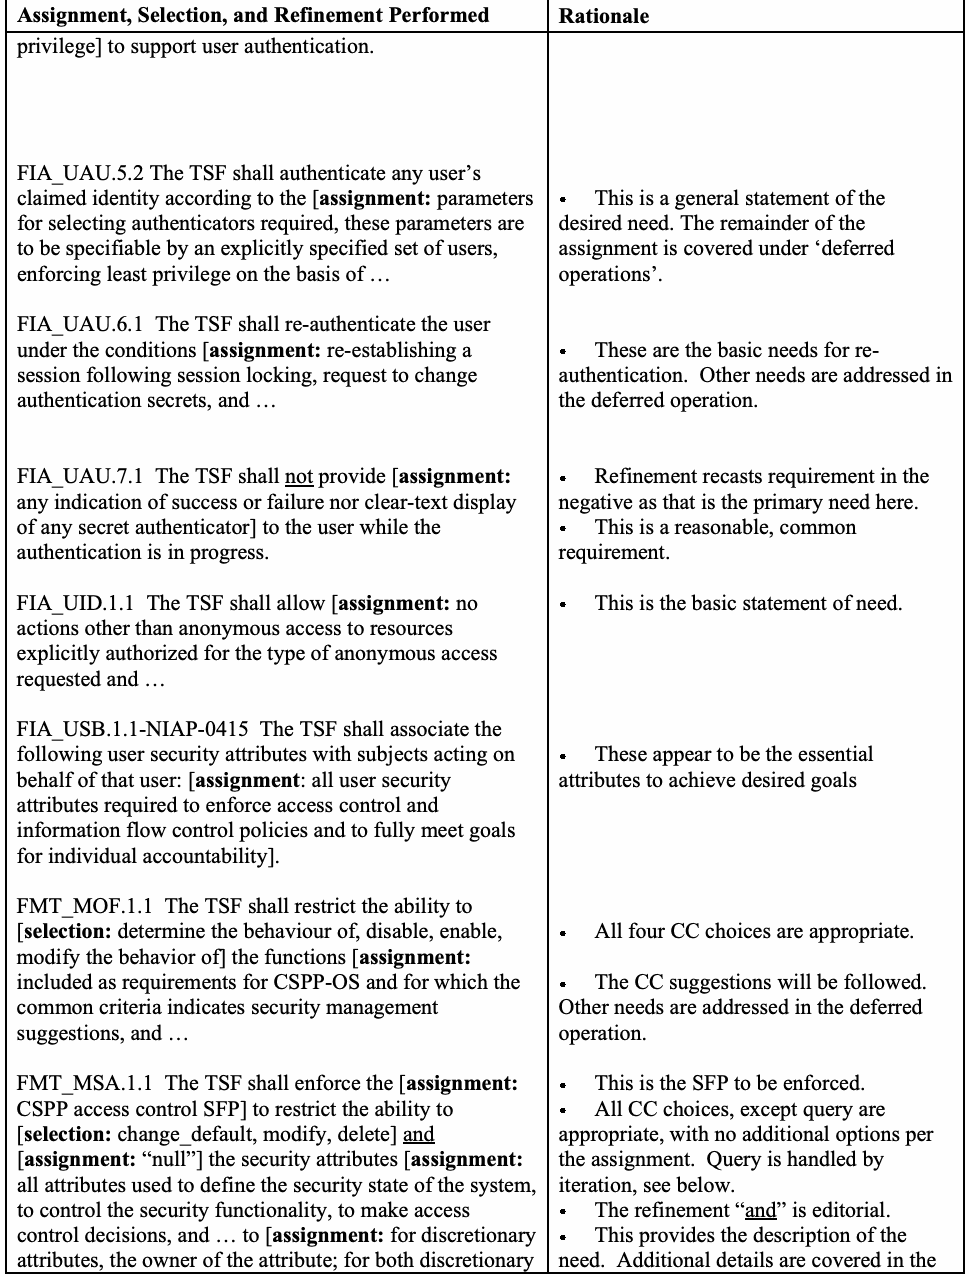 Assignment, Selection, and Refinement Performed
Rationale
privilege] to support user authentication.
FIA_UAU.5.2 The TSF shall authenticate any user’s
claimed identity according to the [assignment: parameters
for selecting authenticators required, these parameters are
to be specifiable by an explicitly specified set of users,
enforcing least privilege on the basis of …
• This is a general statement of the
desired need. The remainder of the
assignment is covered under ‘deferred
operations’.
FIA_UAU.6.1 The TSF shall re-authenticate the user
under the conditions [assignment: re-establishing a
session following session locking, request to change
authentication secrets, and …
• These are the basic needs for re-
authentication. Other needs are addressed in
the deferred operation.
FIA_UAU.7.1 The TSF shall not provide [assignment:
any indication of success or failure nor clear-text display
of any secret authenticator] to the user while the
authentication is in progress.
• Refinement recasts requirement in the
negative as that is the primary need here.
• This is a reasonable, common
requirement.
FIA_UID.1.1 The TSF shall allow [assignment: no
actions other than anonymous access to resources
explicitly authorized for the type of anonymous access
requested and …
• This is the basic statement of need.
FIA_USB.1.1-NIAP-0415 The TSF shall associate the
following user security attributes with subjects acting on
behalf of that user: [assignment: all user security
attributes required to enforce access control and
information flow control policies and to fully meet goals
for individual accountability].
• These appear to be the essential
attributes to achieve desired goals
FMT_MOF.1.1 The TSF shall restrict the ability to
[selection: determine the behaviour of, disable, enable,
modify the behavior of] the functions [assignment:
included as requirements for CSPP-OS and for which the
common criteria indicates security management
suggestions, and …
• All four CC choices are appropriate.
• The CC suggestions will be followed.
Other needs are addressed in the deferred
operation.
FMT_MSA.1.1 The TSF shall enforce the [assignment:
CSPP access control SFP] to restrict the ability to
[selection: change_default, modify, delete] and
[assignment: “null”] the security attributes [assignment:
all attributes used to define the security state of the system,
to control the security functionality, to make access
control decisions, and … to [assignment: for discretionary
attributes, the owner of the attribute; for both discretionary
• This is the SFP to be enforced.
• All CC choices, except query are
appropriate, with no additional options per
the assignment. Query is handled by
iteration, see below.
• The refinement “and” is editorial.
• This provides the description of the
need. Additional details are covered in the